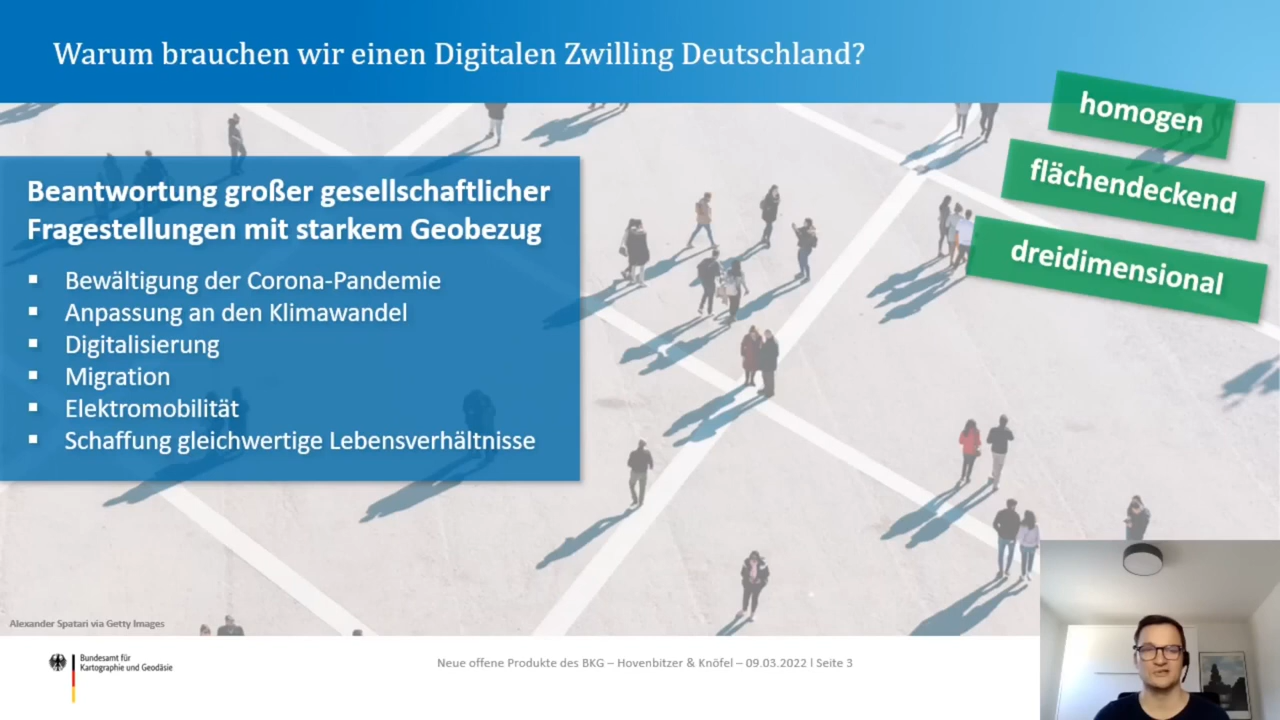 Warum brauchen wir einen Digitalen Zwilling Deutschland?
homogen
flächendeckend
dreidimensional
Beantwortung großer gesellschaftlicher
Fragestellungen mit starkem Geobezug
▪ Bewältigung der Corona-Pandemie
▪ Anpassung an den Klimawandel
▪ Digitalisierung
▪ Migration
▪ Elektromobilität
▪ Schaffung gleichwertige Lebensverhältnisse
Alexander Spatari via Getty Images
Bundesamt für
Kartographie und Geodäsie
Neue offene Produkte des BKG – Hovenbitzer & Knöfel – 09.03.2022 I Seite 3